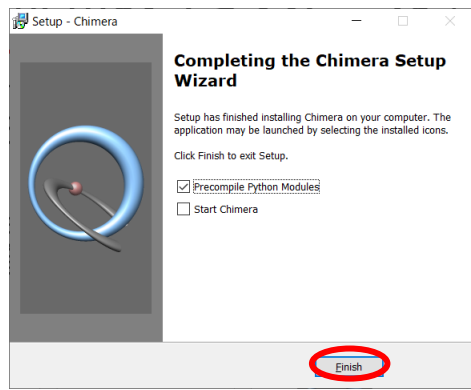 Setup - Chimera
Completing the Chimera Setup
Wizard
Setup has finished installing Chimera on your computer. The
application may be launched by selecting the installed icons.
Click Finish to exit Setup.
Precompile Python Modules
Start Chimera
Finish